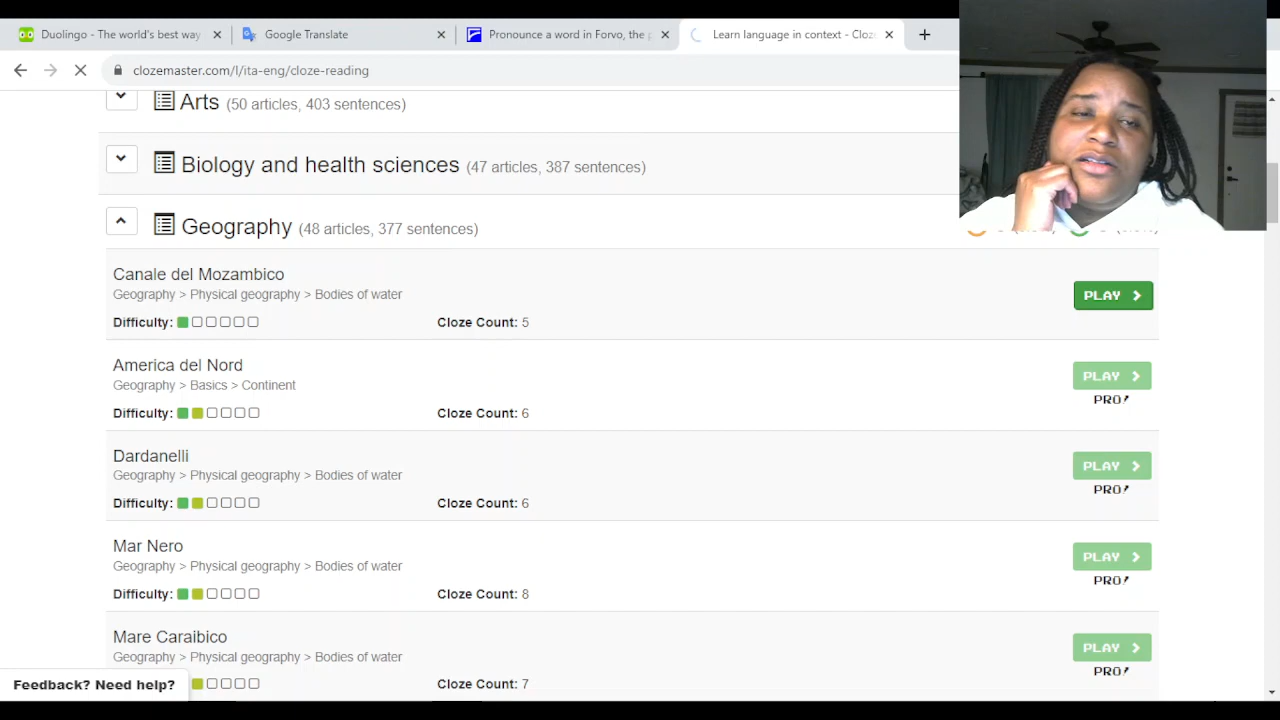 Duolingo - The world's best way
Google Translate
Pronounce a word in Forvo, the p
Learn language in context - Cloz
clozemaster.com/l/ita-eng/cloze-reading
Arts (50 articles, 403 sentences)
Biology and health sciences (47 articles, 387 sentences)
Geography (48 articles, 377 sentences)
Canale del Mozambico
Geography > Physical geography > Bodies of water
PLAY
Difficulty: Cloze Count: 5
America del Nord
Geography > Basics > Continent
PLAY
PRO!
Difficulty: Cloze Count: 6
Dardanelli
Geography > Physical geography > Bodies of water
PLAY
PRO!
Difficulty: Cloze Count: 6
Mar Nero
Geography > Physical geography > Bodies of water
PLAY
PRO!
Difficulty: Cloze Count: 8
Mare Caraibico
Geography > Physical geography > Bodies of water
PLAY
PRO!
Feedback? Need help?
Cloze Count: 7